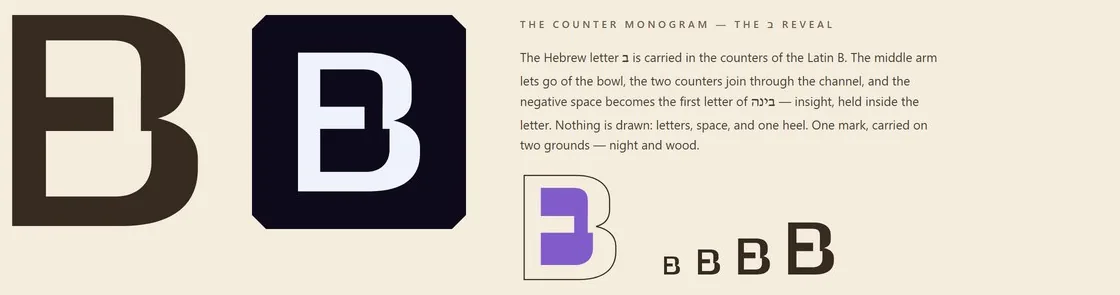 THE COUNTER MONOGRAM — THE ב REVEAL
The Hebrew letter ב is carried in the counters of the Latin B. The middle arm
lets go of the bowl, the two counters join through the channel, and the
negative space becomes the first letter of בינה — insight, held inside the
letter. Nothing is drawn: letters, space, and one heel. One mark, carried on
two grounds — night and wood.
B
B
B
B B B B